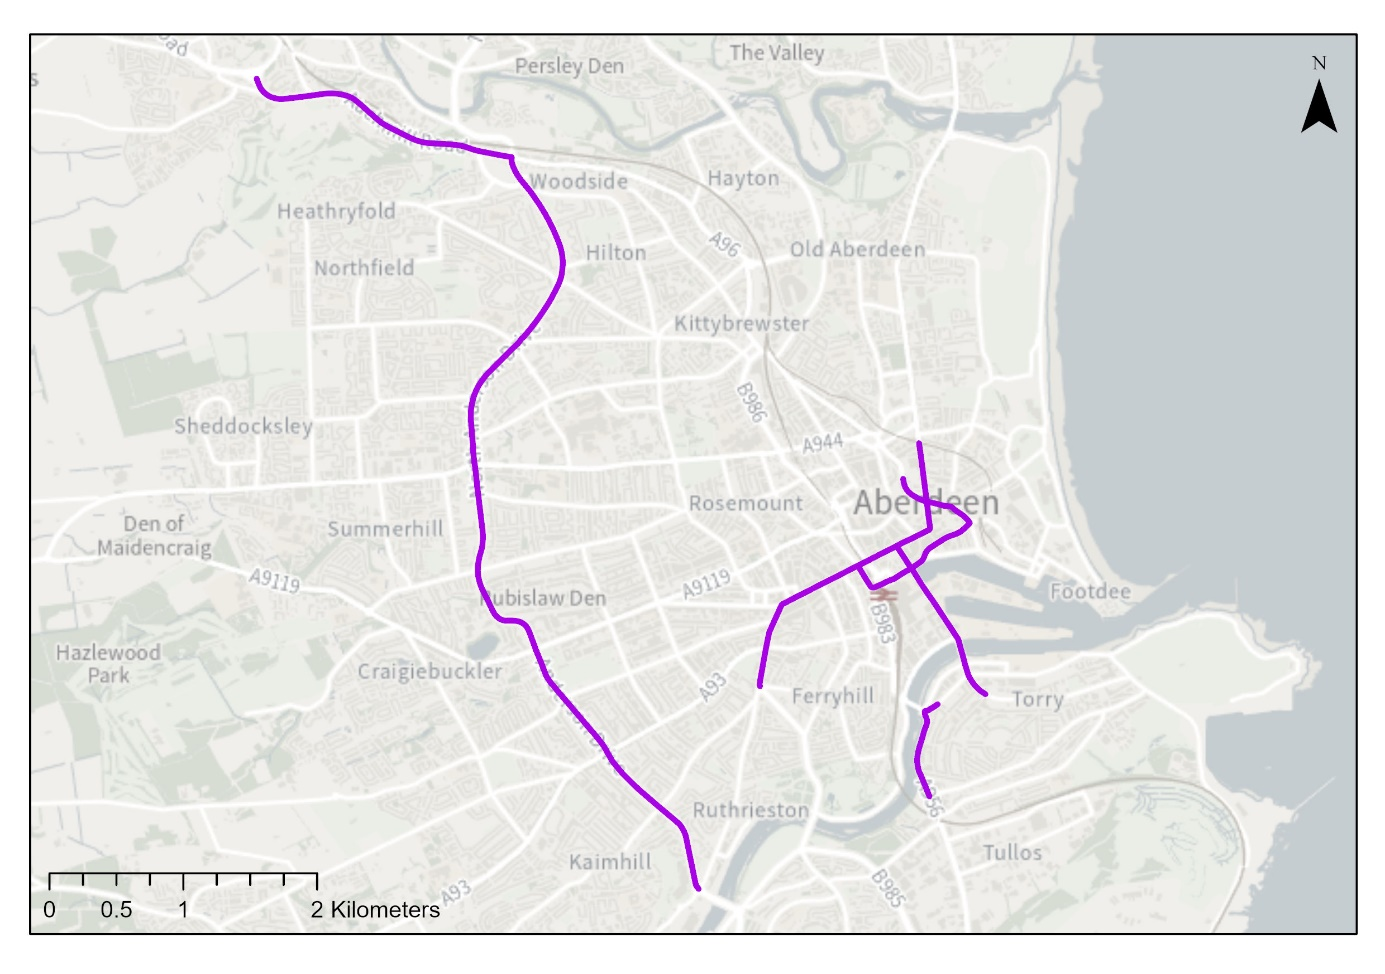 oad
The Valley
N
Persley Den
s
Woodside
Hayton
Heathryfold
A96
Old Aberdeen
Hilton
Northfield
Kittybrewster
B986
Sheddocksley
A944
Aberdeen
Rosemount
Den of
Maidencraig
Summerhill
A9119
A9119
Rubislaw Den
Footdee
B983
Hazlewood
Park
Craigiebuckler
A93
Ferryhill
Torry
Ruthrieston
Tullos
Kaimhill
B985
A93
0 0.5 1 2 Kilometers